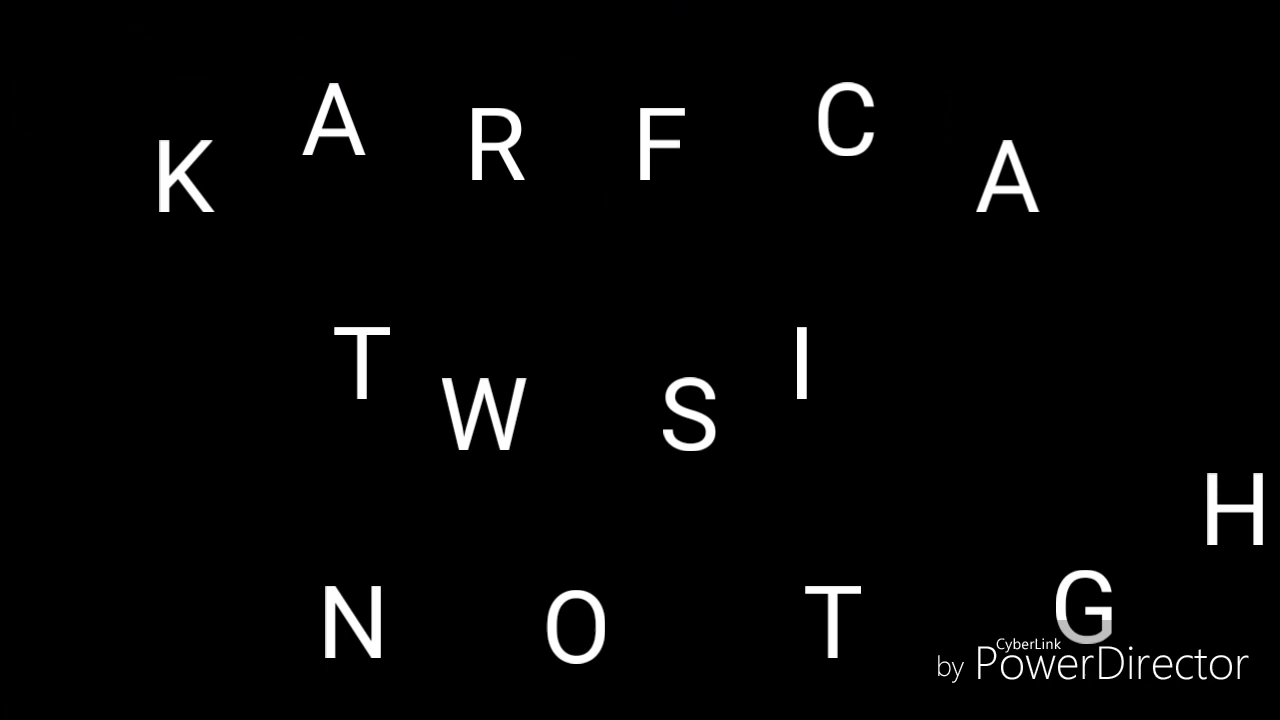 K A R F C A
T W S I
H
N O T G
CyberLink
by PowerDirector